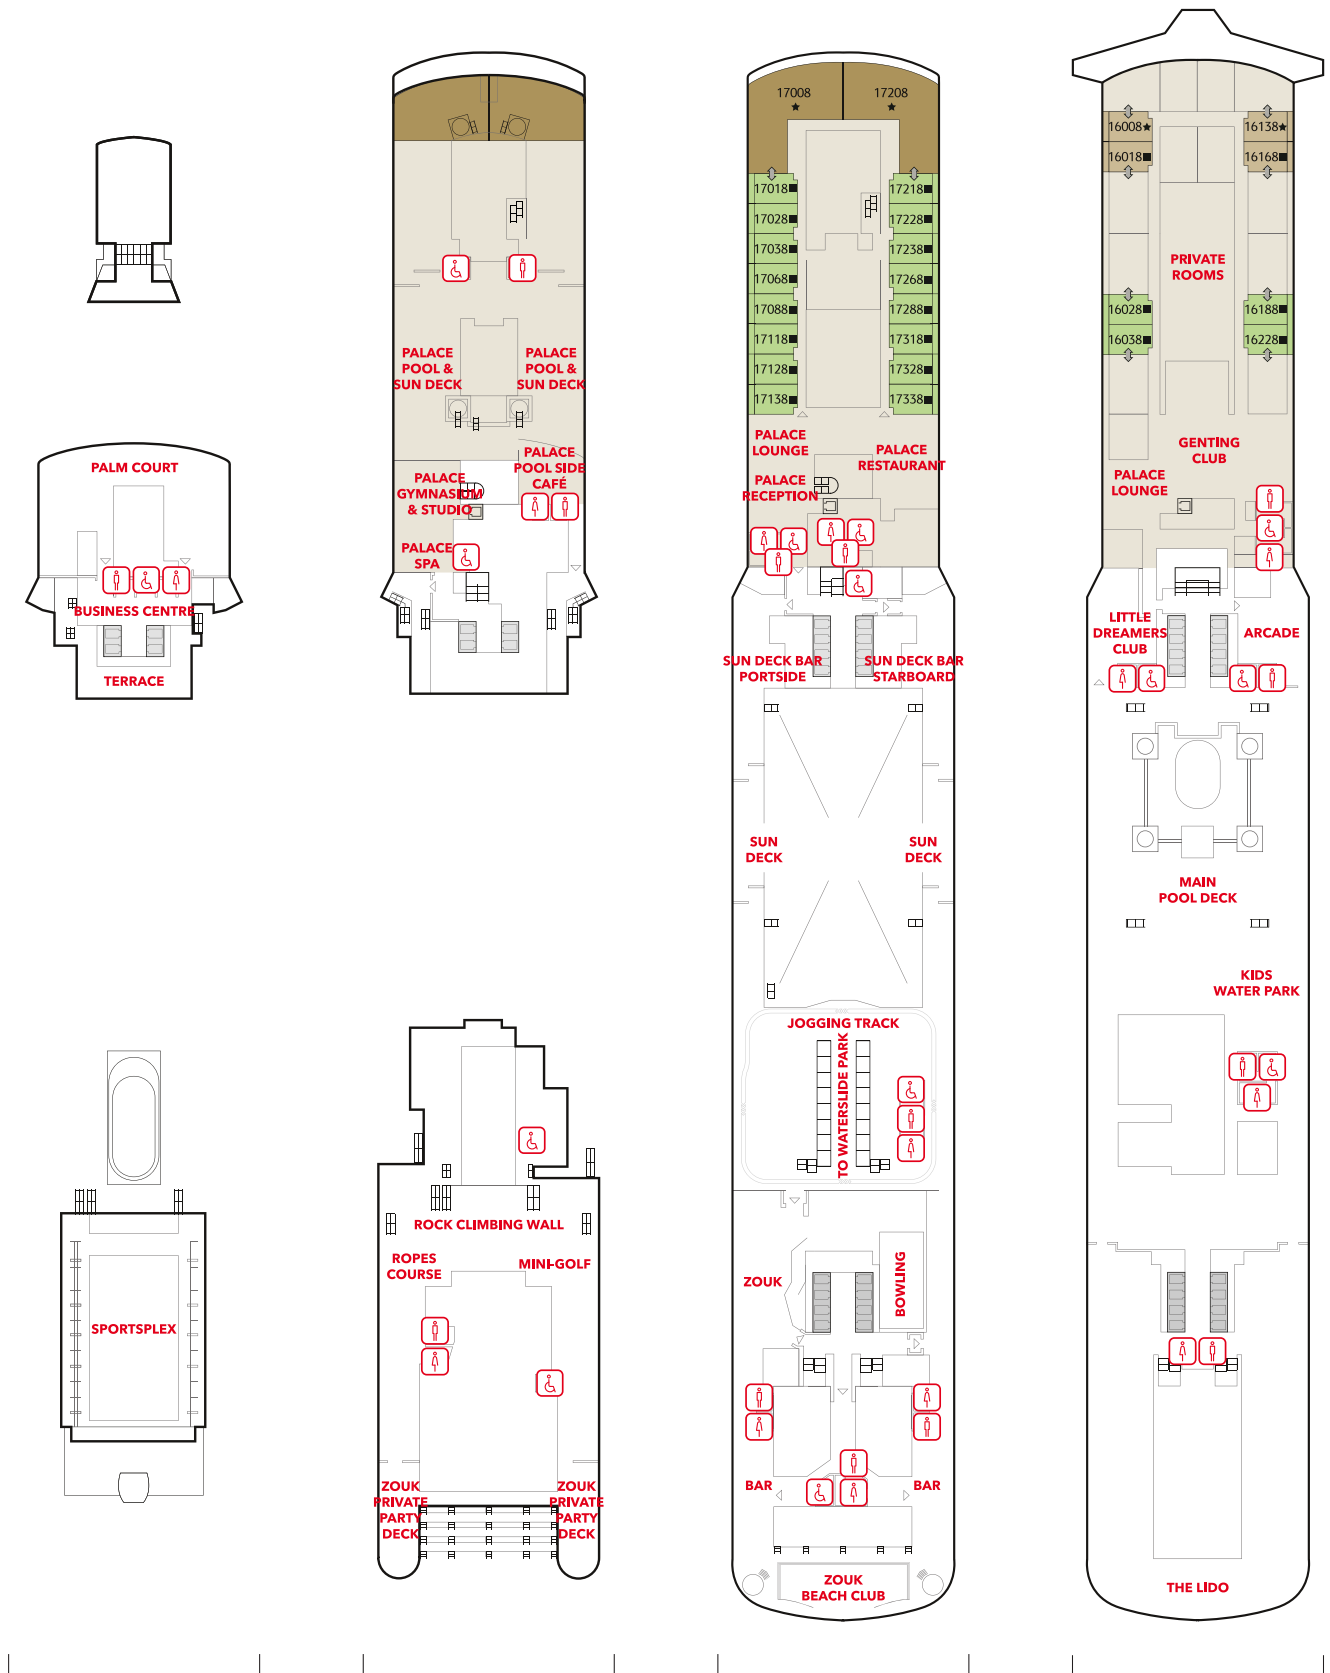 PALM COURT
BUSINESS CENTRE
TERRACE
SPORTSPLEX
PALACE
POOL &
SUN DECK
PALACE
POOL &
SUN DECK
PALACE
GYMNASIUM
& STUDIO
PALACE
POOL SIDE
CAFÉ
PALACE
SPA
ROCK CLIMBING WALL
ROPES
COURSE
MINI-GOLF
ZOUK
PRIVATE
PARTY
DECK
ZOUK
PRIVATE
PARTY
DECK
17008
17208
17018
17218
17028
17228
17038
17238
17068
17268
17088
17288
17118
17318
17128
17328
17138
17338
PALACE
LOUNGE
PALACE
RESTAURANT
PALACE
RECEPTION
SUN DECK BAR
PORTSIDE
SUN DECK BAR
STARBOARD
SUN
DECK
SUN
DECK
JOGGING TRACK
TO WATERSLIDE PARK
ZOUK
BOWLING
BAR
BAR
ZOUK
BEACH CLUB
16008
16138
16018
16168
PRIVATE
ROOMS
16028
16188
16038
16228
GENTING
CLUB
PALACE
LOUNGE
LITTLE
DREAMERS
CLUB
ARCADE
MAIN
POOL DECK
KIDS
WATER PARK
THE LIDO